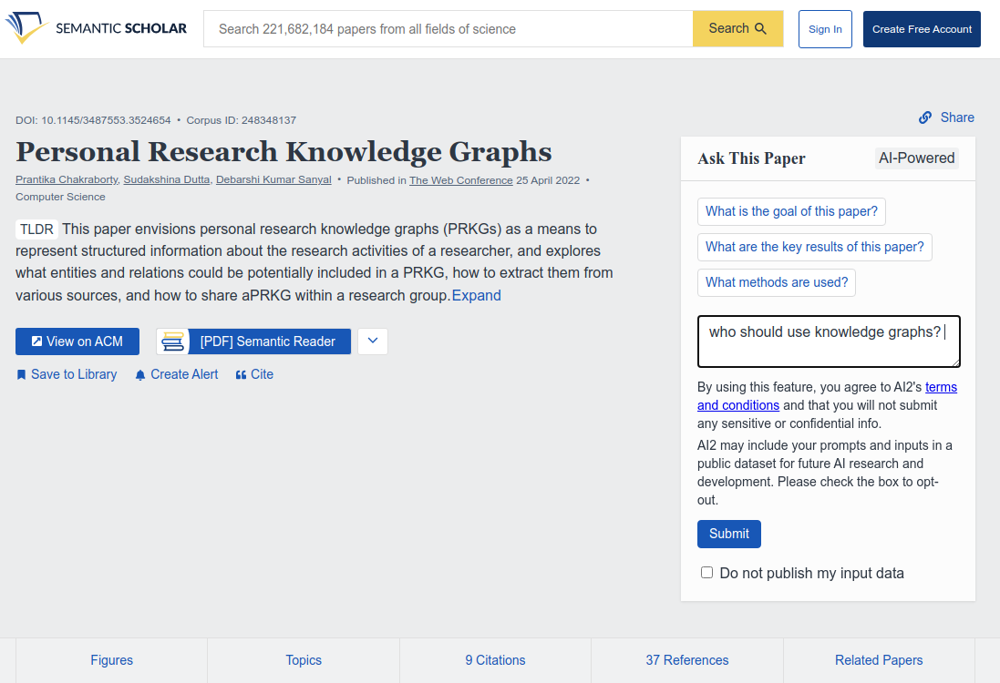 SEMANTIC SCHOLAR
Search 221,682,184 papers from all fields of science
Search
Sign In
Create Free Account
DOI: 10.1145/3487553.3524654 • Corpus ID: 248348137
Personal Research Knowledge Graphs
Prantika Chakraborty, Sudakshina Dutta, Debarshi Kumar Sanyal • Published in The Web Conference 25 April 2022 •
Computer Science
TLDR This paper envisions personal research knowledge graphs (PRKGs) as a means to
represent structured information about the research activities of a researcher, and explores
what entities and relations could be potentially included in a PRKG, how to extract them from
various sources, and how to share aPRKG within a research group.Expand
View on ACM
[PDF] Semantic Reader
Save to Library
Create Alert
Cite
Share
Ask This Paper
AI-Powered
What is the goal of this paper?
What are the key results of this paper?
What methods are used?
who should use knowledge graphs?
By using this feature, you agree to AI2's terms
and conditions and that you will not submit
any sensitive or confidential info.
AI2 may include your prompts and inputs in a
public dataset for future AI research and
development. Please check the box to opt-
out.
Submit
Do not publish my input data
Figures
Topics
9 Citations
37 References
Related Papers